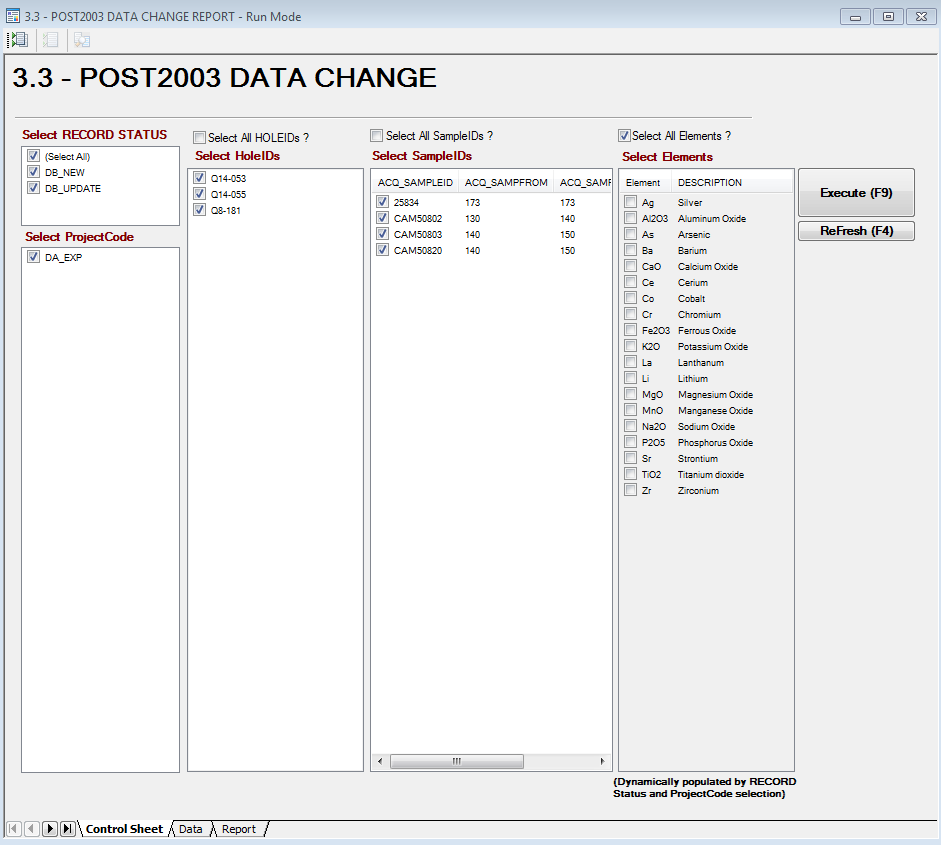 3.3 - POST2003 DATA CHANGE REPORT - Run Mode
3.3 - POST2003 DATA CHANGE
Select RECORD STATUS
(Select All)
DB_NEW
DB_UPDATE
Select ProjectCode
DA_EXP
Select All HOLEIDs ?
Select HoleIDs
Q14-053
Q14-055
Q8-181
Select All SampleIDs ?
Select SampleIDs
ACQ_SAMPLEID ACQ_SAMPFROM ACQ_SAMF
25834 173 173
CAM50802 130 140
CAM50803 140 150
CAM50820 140 150
Select All Elements ?
Select Elements
Element DESCRIPTION
Ag Silver
Al2O3 Aluminum Oxide
As Arsenic
Ba Barium
CaO Calcium Oxide
Ce Cerium
Co Cobalt
Cr Chromium
Fe2O3 Ferrous Oxide
K2O Potassium Oxide
La Lanthanum
Li Lithium
MgO Magnesium Oxide
MnO Manganese Oxide
Na2O Sodium Oxide
P2O5 Phosphorus Oxide
Sr Strontium
TiO2 Titanium dioxide
Zr Zirconium
Execute (F9)
ReFresh (F4)
(Dynamically populated by RECORD
Status and ProjectCode selection)
Control Sheet Data Report